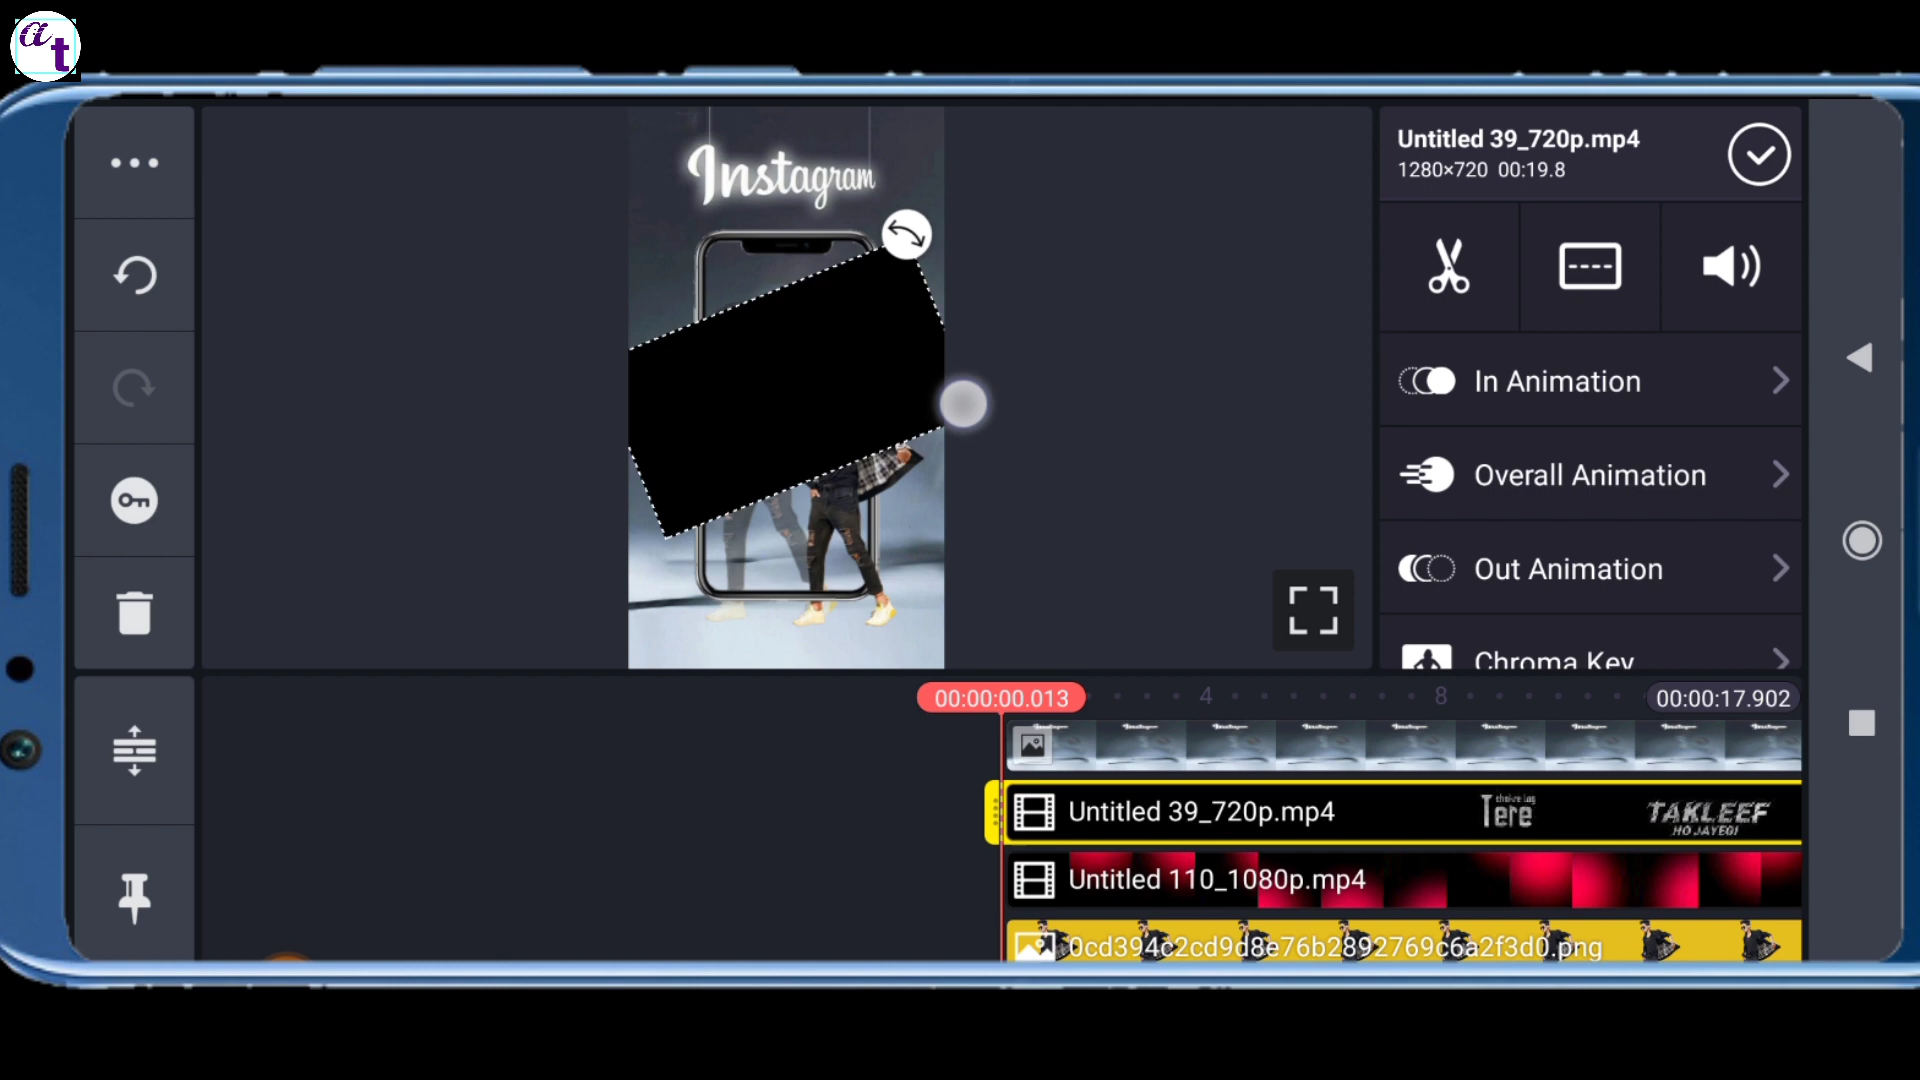 at
Instagram
Untitled 39_720p.mp4
1280×720 00:19.8
In Animation
Overall Animation
Out Animation
Chroma Key
00:00:00.013
4
8
00:00:17.902
Untitled 39_720p.mp4
Tere
TAKLEEF
HO JAYEGI
Untitled 110_1080p.mp4
0cd394c2cd9d8e76b2892769c6a2f3d0.png